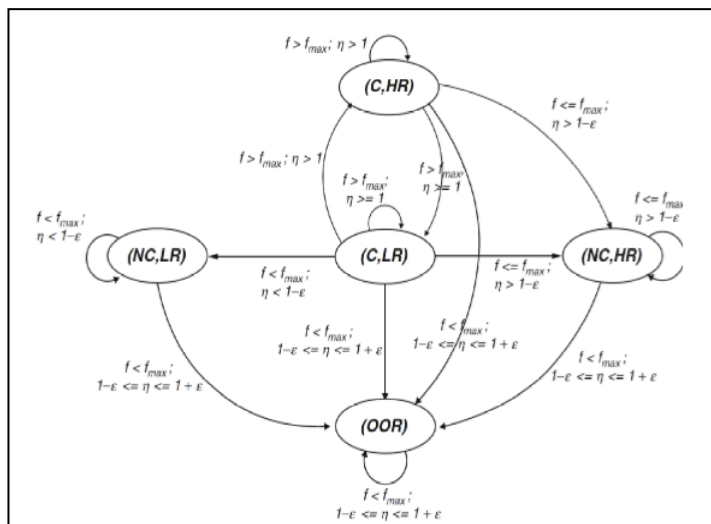 f > f_max ; η > 1
(C,HR)
f <= f_max ;
η > 1–ε
f > f_max ; η > 1
f > f_max ;
η >= 1
f > f_max,
η >= 1
f < f_max ;
η < 1–ε
f <= f_max ;
η > 1–ε
(NC,LR)
(C,LR)
(NC,HR)
f < f_max ;
η < 1–ε
f <= f_max ;
η > 1–ε
f < f_max ;
1–ε <= η <= 1 + ε
f < f_max ;
1–ε <= η <= 1 + ε
f < f_max ;
1–ε <= η <= 1 + ε
f < f_max ;
1–ε <= η <= 1 + ε
(OOR)
f < f_max ;
1–ε <= η <= 1 + ε